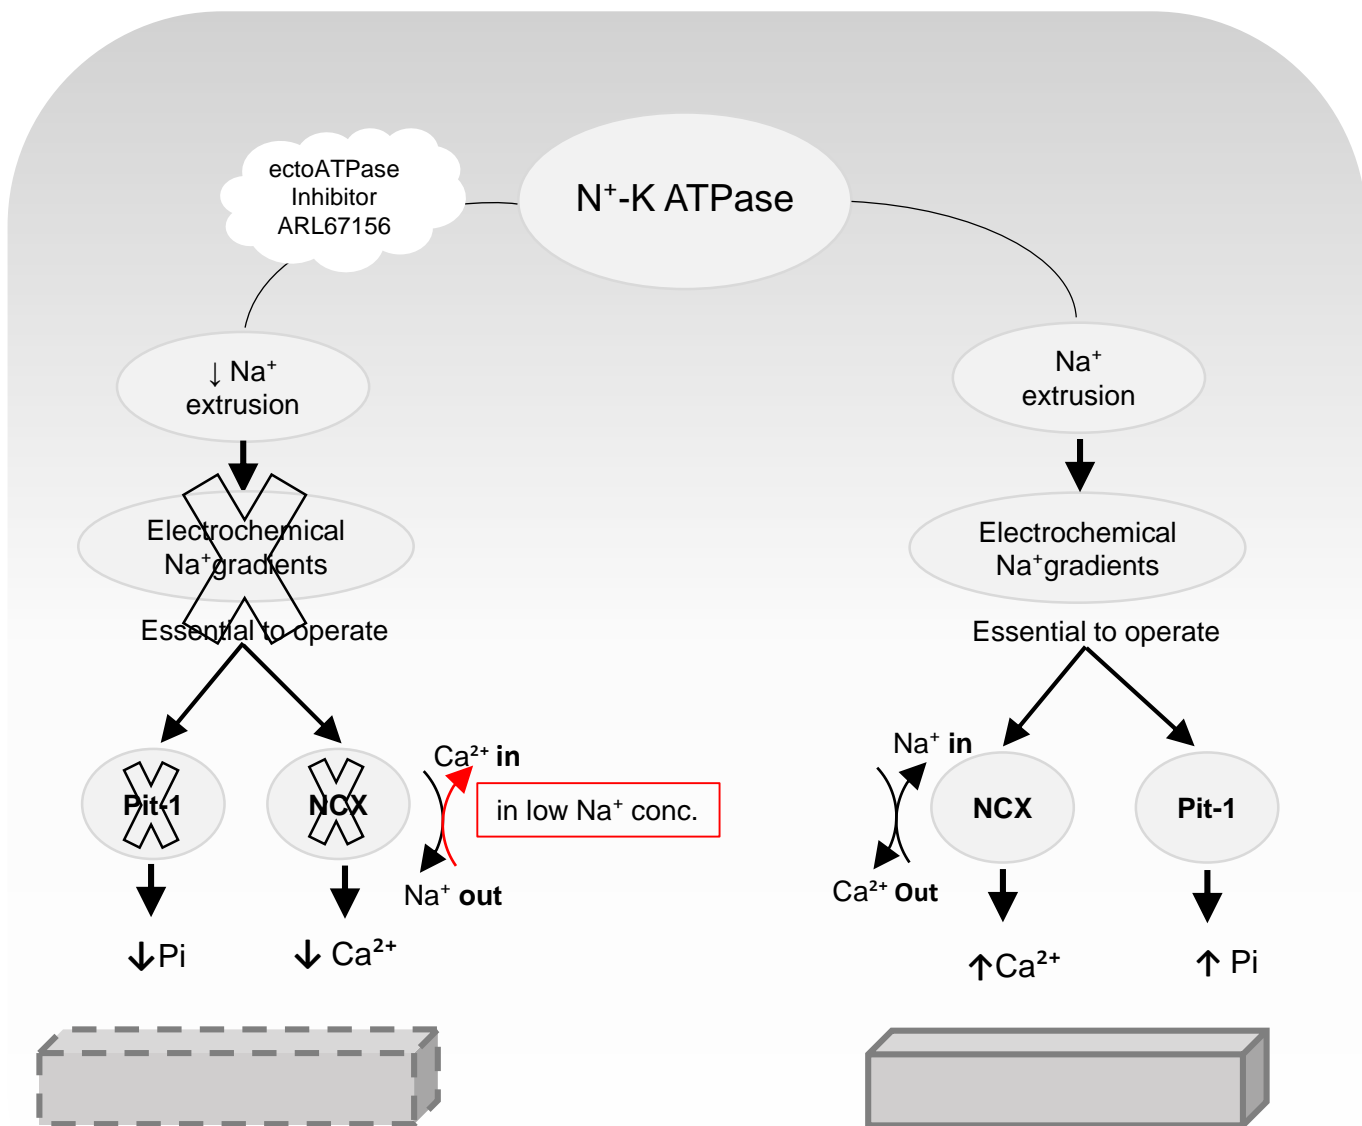 ectoATPase
Inhibitor
ARL67156
N⁺-K ATPase
↓ Na⁺
extrusion
Na⁺
extrusion
Electrochemical
Na⁺gradients
Essential to operate
Electrochemical
Na⁺gradients
Essential to operate
Pit-1
NCX
Ca²⁺ in
in low Na⁺ conc.
Na⁺ out
Na⁺ in
Ca²⁺ Out
NCX
Pit-1
↓Pi
↓ Ca²⁺
↑Ca²⁺
↑ Pi